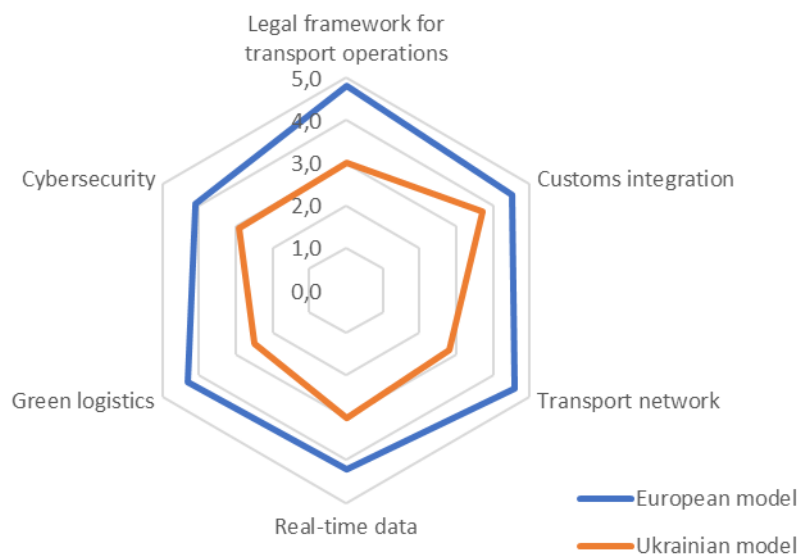 Legal framework for
transport operations
5,0
4,0
3,0
2,0
1,0
0,0
Cybersecurity
Customs integration
Green logistics
Transport network
Real-time data
European model
Ukrainian model